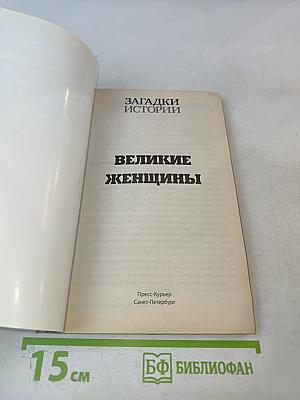 ЗАГАДКИ
ИСТОРИИ
ВЕЛИКИЕ
ЖЕНЩИНЫ
Пресс-Курьер
Санкт-Петербург
15 см
БФ БИБЛИОФАН